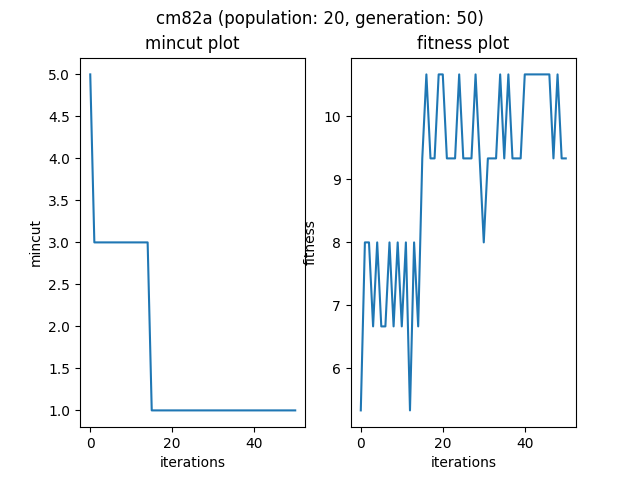 cm82a (population: 20, generation: 50)
mincut plot
fitness plot
5.0
4.5
4.0
3.5
3.0
2.5
2.0
1.5
1.0
mincut
0
20
40
iterations
10
9
8
7
6
fitness
0
20
40
iterations